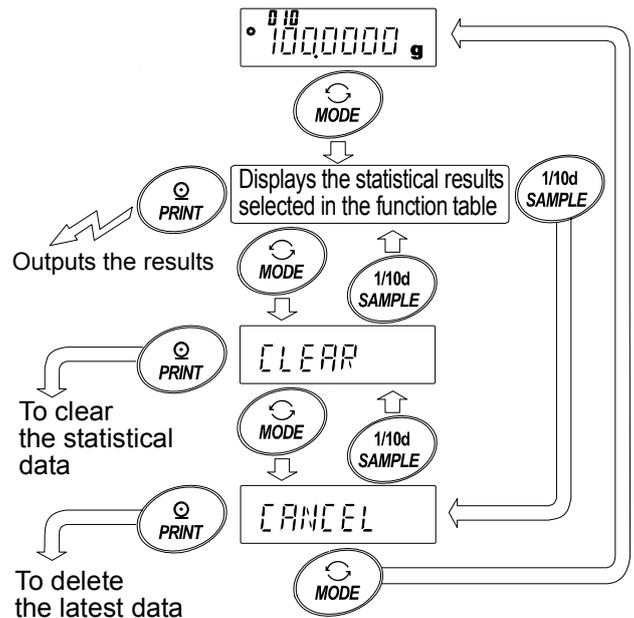 010
100.0000 g
MODE
Displays the statistical results
selected in the function table
PRINT
1/10d
SAMPLE
Outputs the results
MODE
1/10d
SAMPLE
PRINT
CLEAR
To clear
the statistical
data
MODE
1/10d
SAMPLE
PRINT
CANCEL
To delete
the latest data
MODE